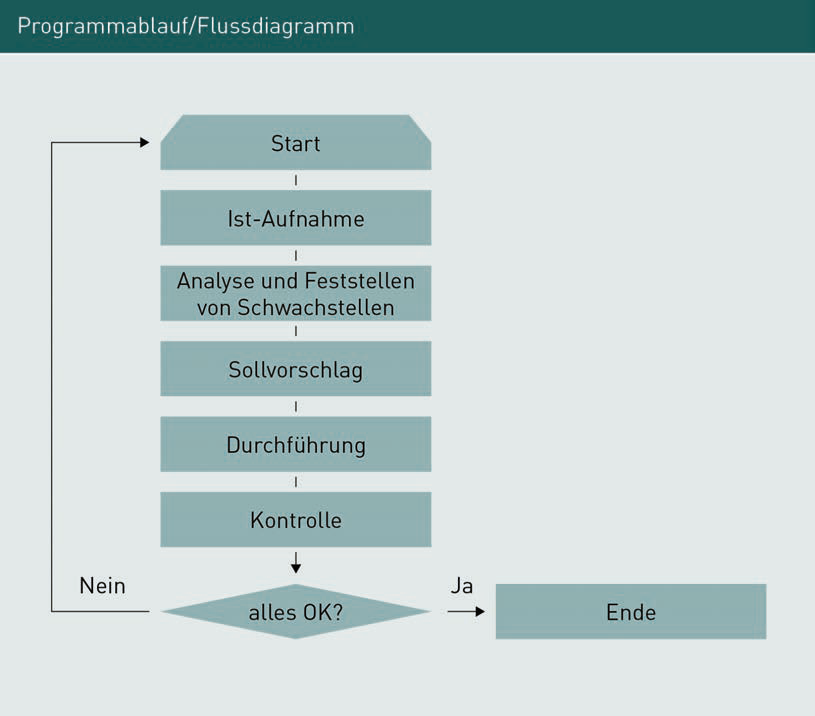 Programmablauf/Flussdiagramm
Start
Ist-Aufnahme
Analyse und Feststellen
von Schwachstellen
Sollvorschlag
Durchführung
Kontrolle
Nein
alles OK?
Ja
Ende